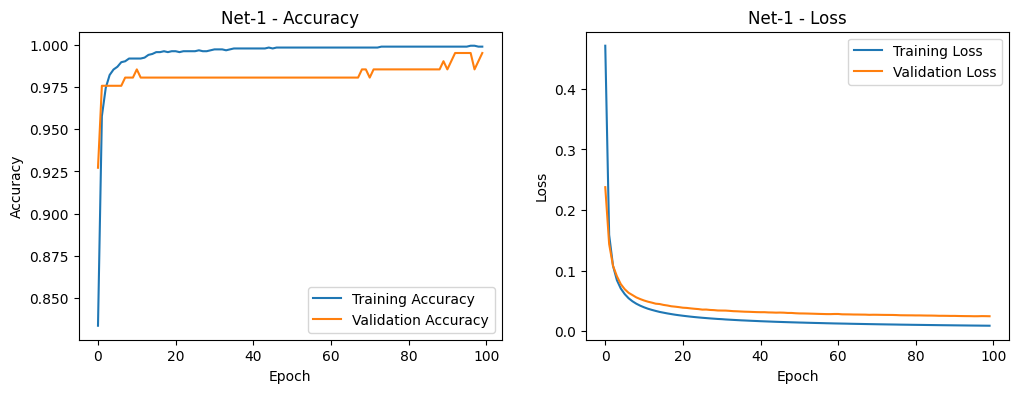 Net-1 - Accuracy
1.000
0.975
0.950
0.925
0.900
0.875
0.850
Accuracy
Training Accuracy
Validation Accuracy
0 20 40 60 80 100
Epoch
Net-1 - Loss
Training Loss
Validation Loss
0.4
0.3
0.2
0.1
0.0
Loss
0 20 40 60 80 100
Epoch